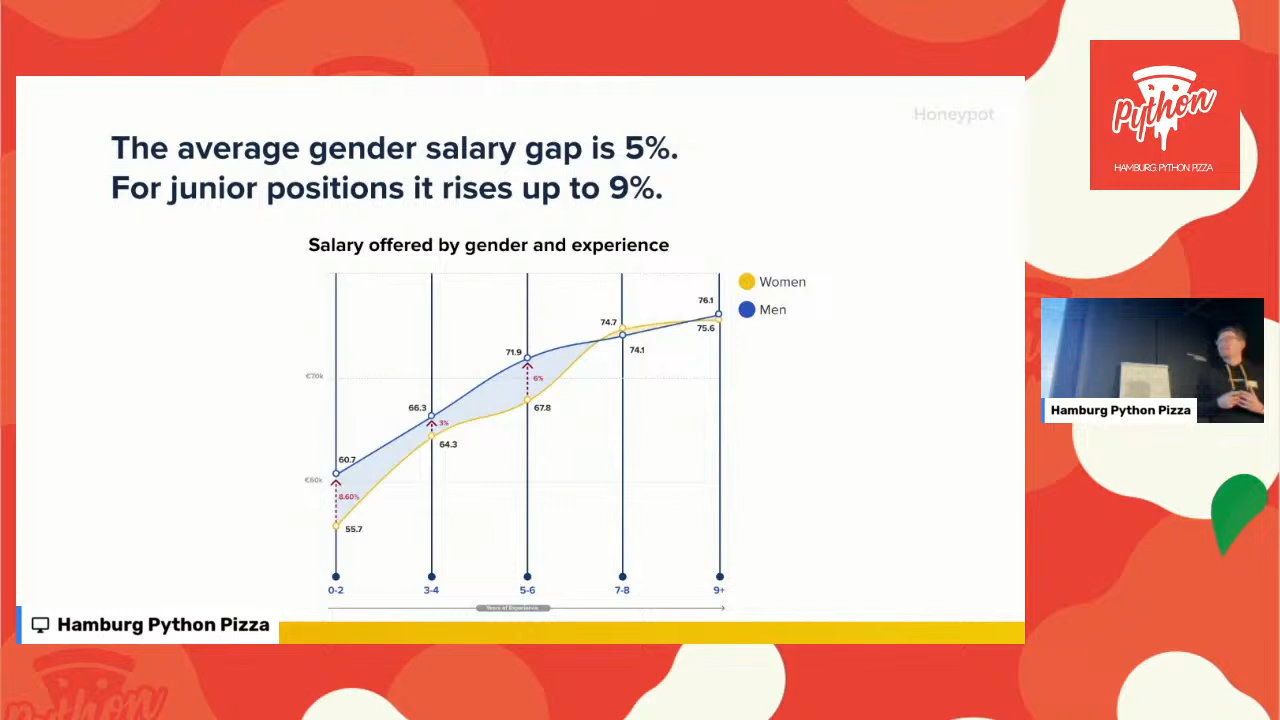 Honeypot
The average gender salary gap is 5%.
For junior positions it rises up to 9%.
Salary offered by gender and experience
Women
Men
76.1
75.6
74.7
74.1
71.9
67.8
6%
€70k
66.3
64.3
3%
60.7
€60k
8.60%
55.7
0-2
3-4
5-6
7-8
9+
Years of Experience
Hamburg Python Pizza
Python
HAMBURG PYTHON PIZZA
Hamburg Python Pizza
Python